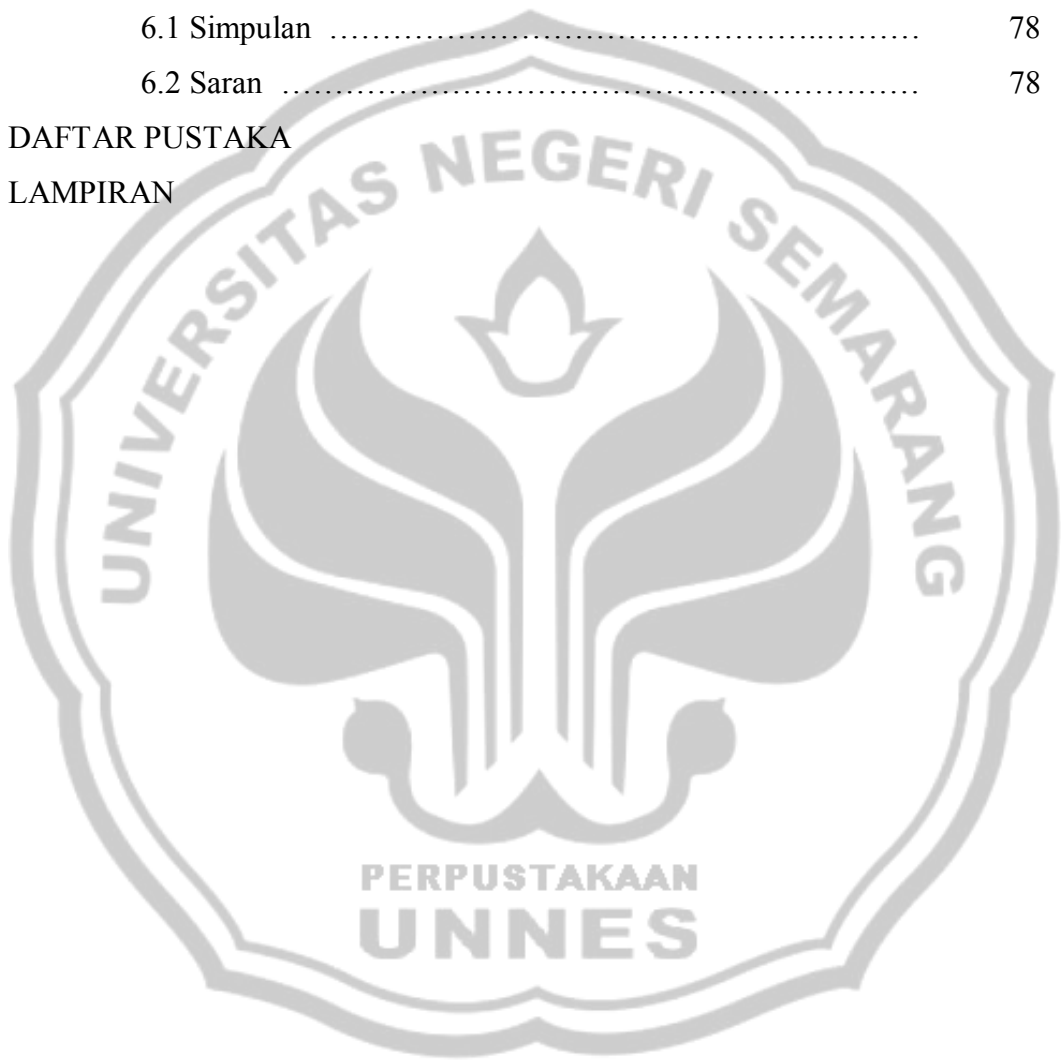 6.1 Simpulan ……………………………………….……… 78
6.2 Saran …………………………………………………… 78
DAFTAR PUSTAKA
LAMPIRAN
UNIVERSITAS NEGERI SEMARANG
PERPUSTAKAAN
UNNES